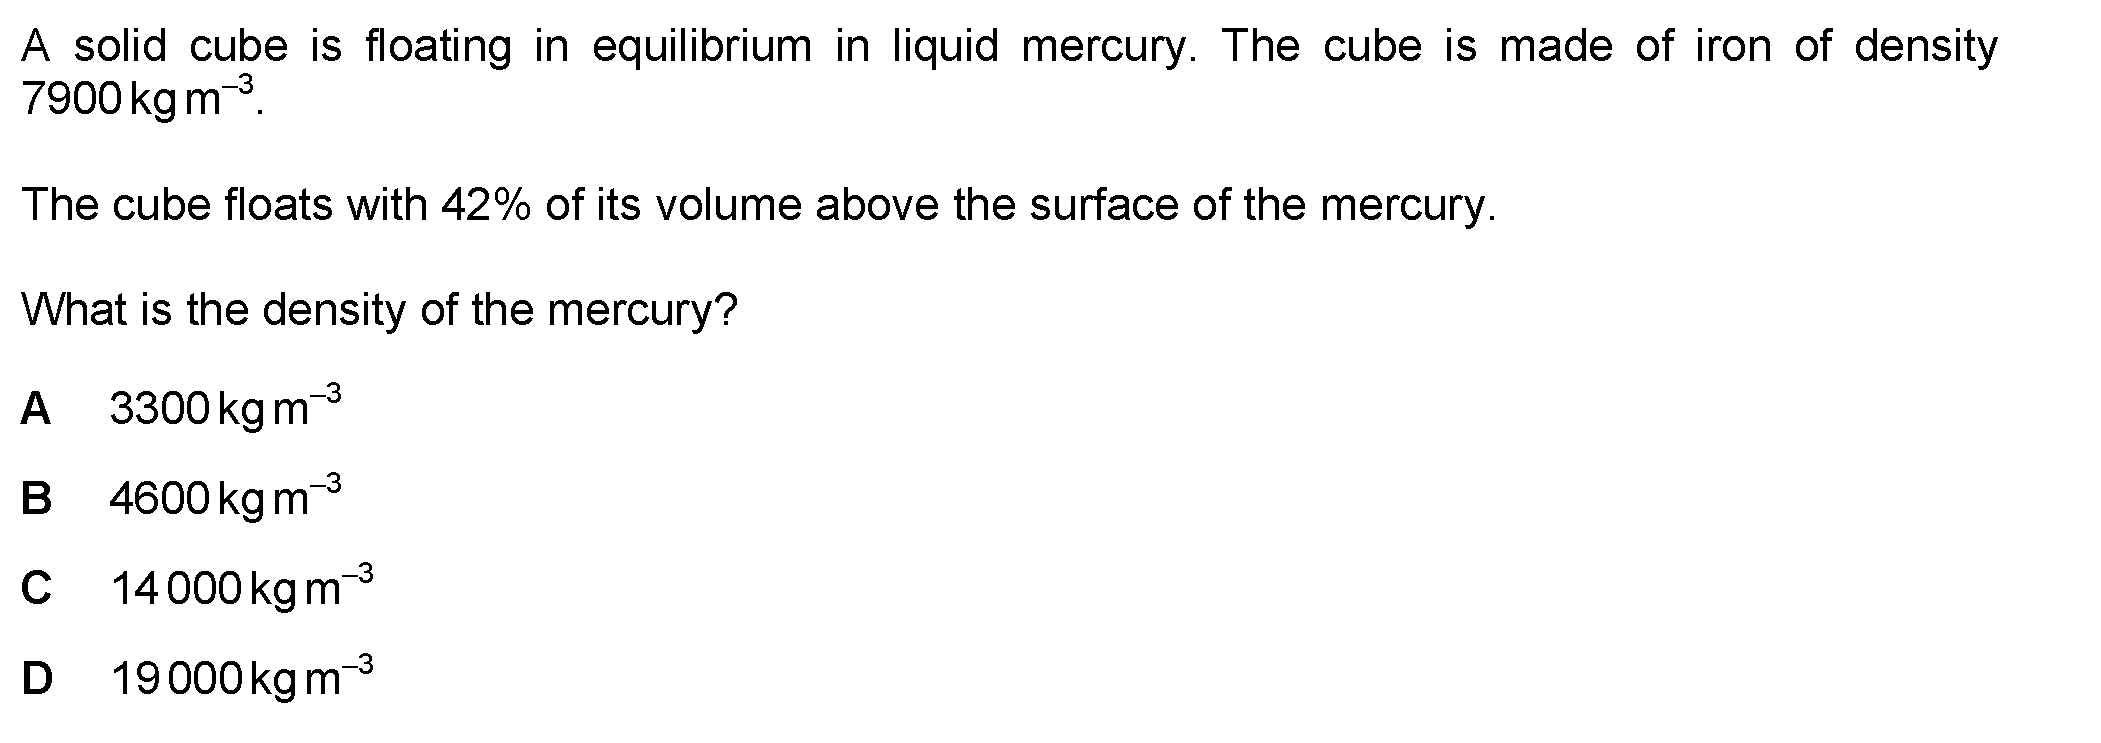 A solid cube is floating in equilibrium in liquid mercury. The cube is made of iron of density
7900 kg m⁻³.
The cube floats with 42% of its volume above the surface of the mercury.
What is the density of the mercury?
A 3300 kg m⁻³
B 4600 kg m⁻³
C 14 000 kg m⁻³
D 19 000 kg m⁻³